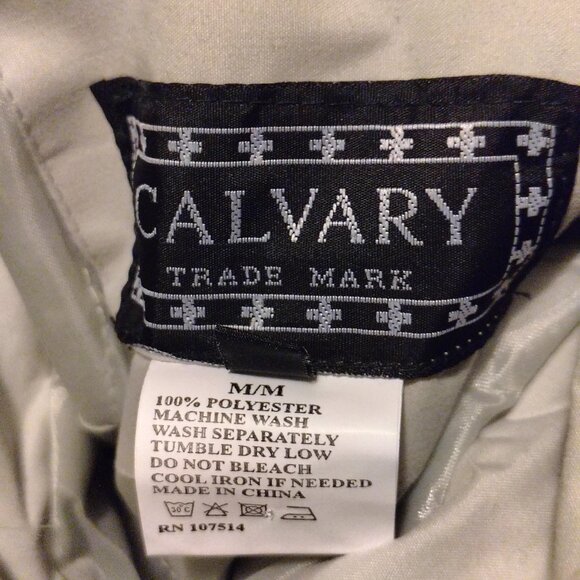 CALVARY
TRADE MARK
M/M
100% POLYESTER
MACHINE WASH
WASH SEPARATELY
TUMBLE DRY LOW
DO NOT BLEACH
COOL IRON IF NEEDED
MADE IN CHINA
30 C
RN 107514